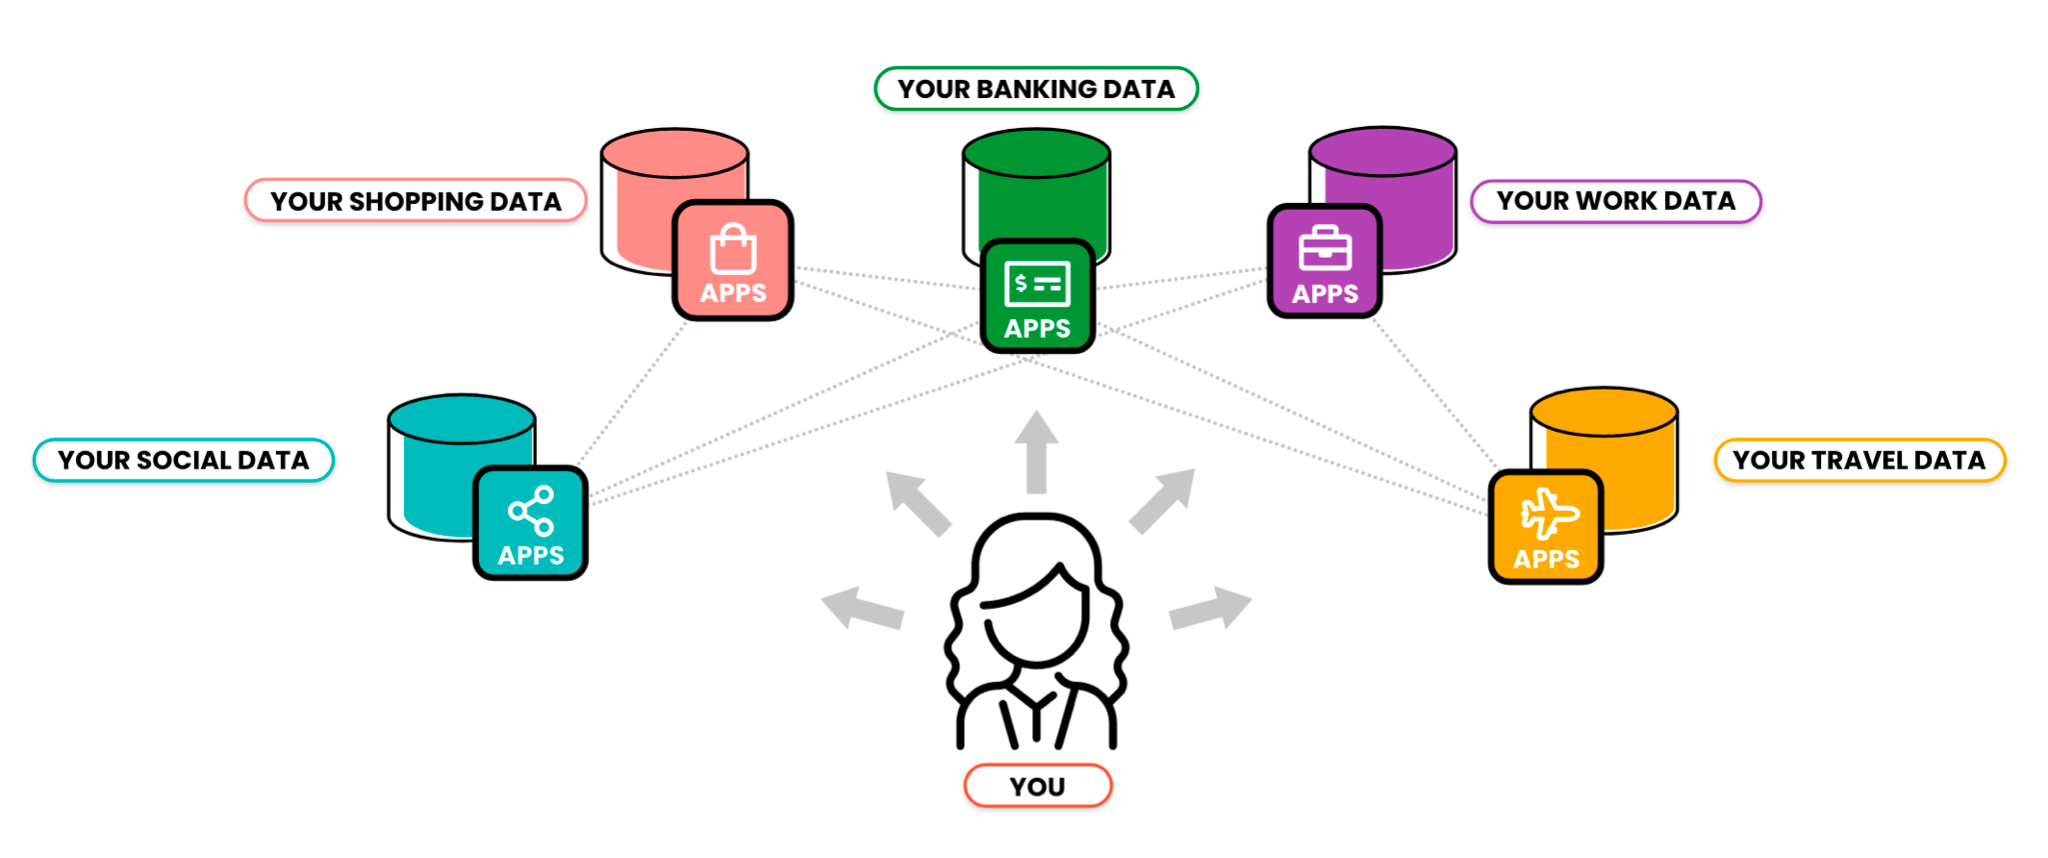 YOUR BANKING DATA
YOUR SHOPPING DATA
YOUR WORK DATA
APPS
APPS
$
APPS
YOUR SOCIAL DATA
YOUR TRAVEL DATA
APPS
APPS
YOU